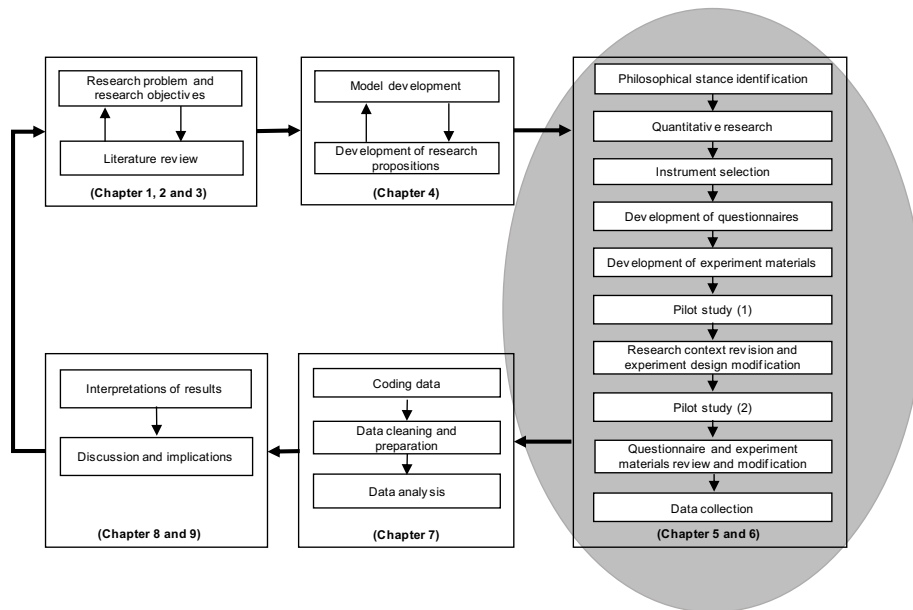 Research problem and
research objectives
Literature review
(Chapter 1, 2 and 3)
Model development
Development of research
propositions
(Chapter 4)
Philosophical stance identification
Quantitative research
Instrument selection
Development of questionnaires
Development of experiment materials
Pilot study (1)
Research context revision and
experiment design modification
Pilot study (2)
Questionnaire and experiment
materials review and modification
Data collection
(Chapter 5 and 6)
Coding data
Data cleaning and
preparation
Data analysis
(Chapter 7)
Interpretations of results
Discussion and implications
(Chapter 8 and 9)